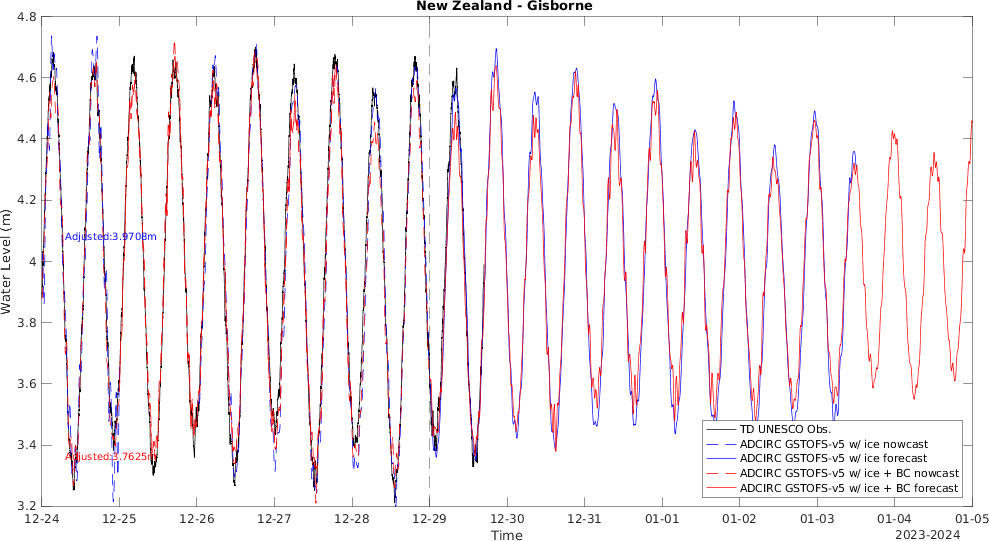 New Zealand - Gisborne
4.8
4.6
4.4
4.2
4
3.8
3.6
3.4
3.2
Water Level (m)
Adjusted:3.9708m
Adjusted:3.7625m
TD UNESCO Obs.
ADCIRC GSTOFS-v5 w/ ice nowcast
ADCIRC GSTOFS-v5 w/ ice forecast
ADCIRC GSTOFS-v5 w/ ice + BC nowcast
ADCIRC GSTOFS-v5 w/ ice + BC forecast
12-24 12-25 12-26 12-27 12-28 12-29 12-30 12-31 01-01 01-02 01-03 01-04 01-05
Time
2023-2024